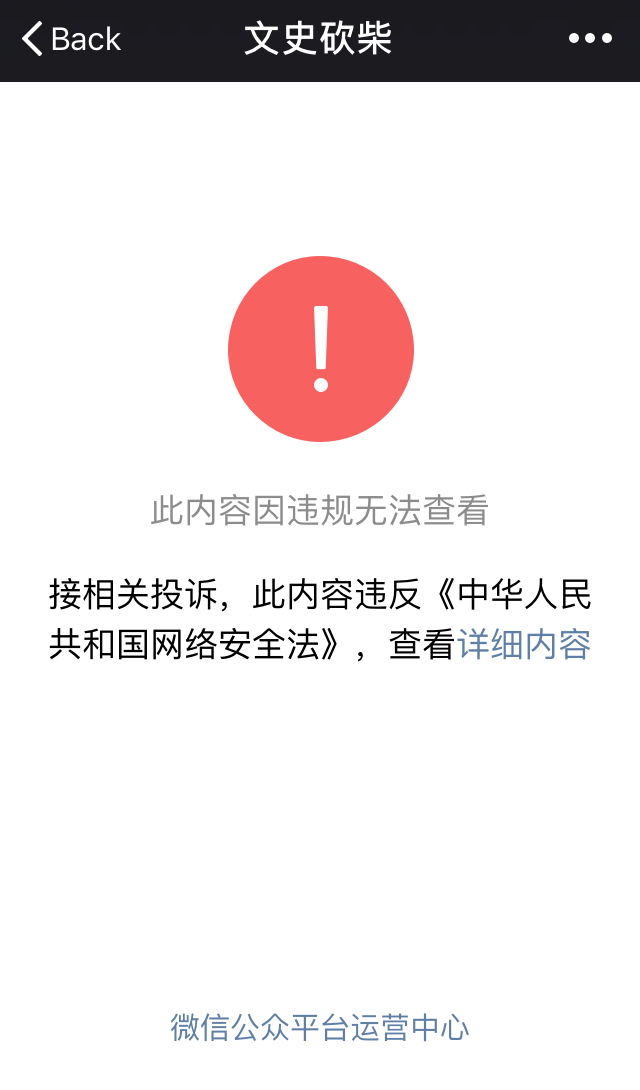 Back
文史砍柴
此内容因违规无法查看
接相关投诉，此内容违反《中华人民
共和国网络安全法》，查看详细内容
微信公众平台运营中心